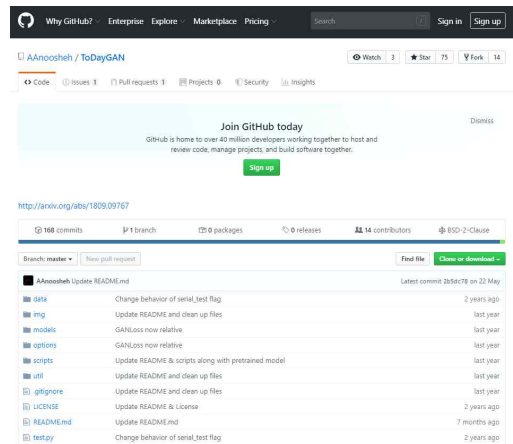 Why GitHub? Enterprise Explore Marketplace Pricing Search / Sign in Sign up
AAnoosheh / ToDayGAN Watch 3 Star 75 Fork 14
Code Issues 1 Pull requests 1 Projects 0 Security Insights
Join GitHub today Dismiss
GitHub is home to over 40 million developers working together to host and
review code, manage projects, and build software together.
Sign up
http://arxiv.org/abs/1809.09767
168 commits 1 branch 0 packages 0 releases 14 contributors BSD-2-Clause
Branch: master New pull request Find file Clone or download
AAnoosheh Update README.md Latest commit 2b5dc78 on 22 May
data Change behavior of serial_test flag 2 years ago
img Update README and clean up files last year
models GANLoss now relative last year
options GANLoss now relative last year
scripts Update README & scripts along with pretrained model last year
util Update README and clean up files last year
.gitignore Update README and clean up files last year
LICENSE Update README & License 2 years ago
README.md Update README.md 7 months ago
test.py Change behavior of serial_test flag 2 years ago